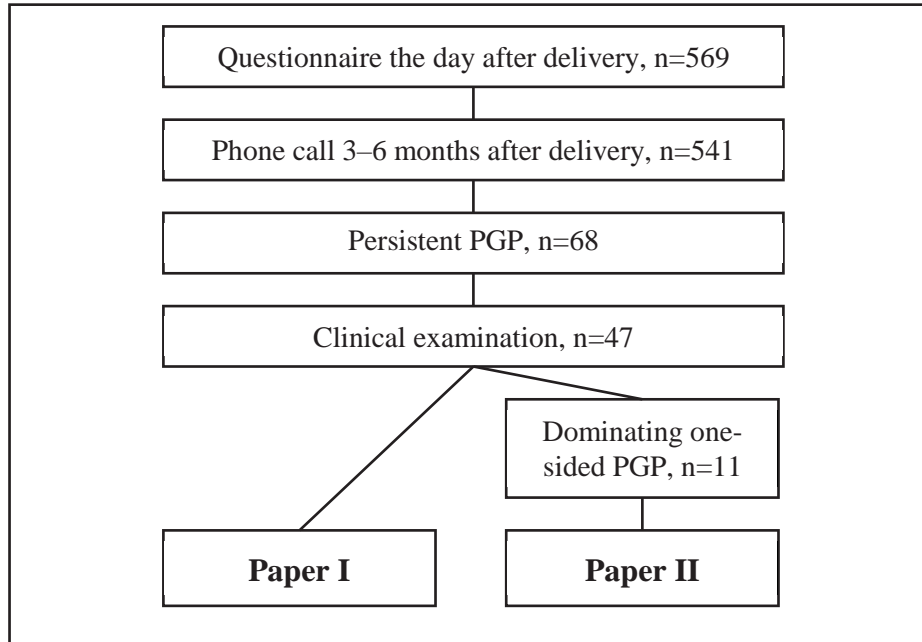 Questionnaire the day after delivery, n=569
Phone call 3–6 months after delivery, n=541
Persistent PGP, n=68
Clinical examination, n=47
Dominating one-
sided PGP, n=11
Paper I
Paper II